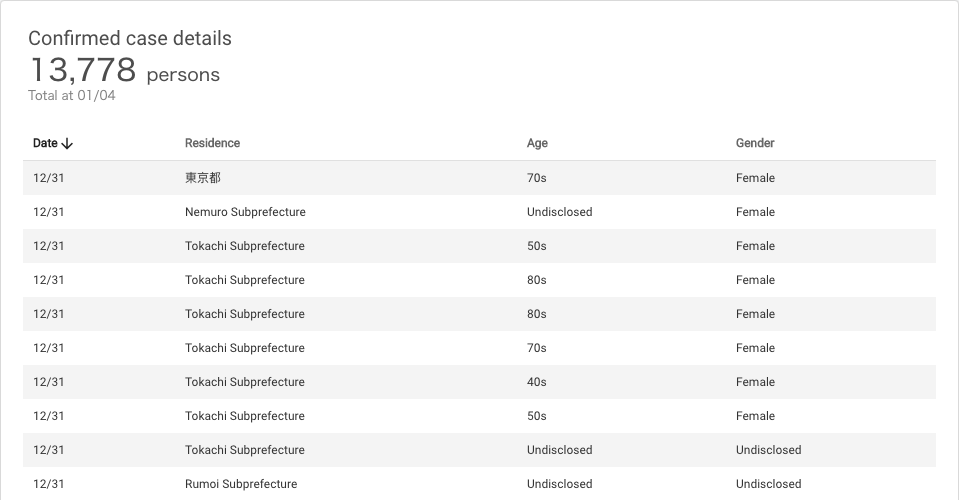 Confirmed case details
13,778 persons
Total at 01/04
Date Residence Age Gender
12/31 東京都 70s Female
12/31 Nemuro Subprefecture Undisclosed Female
12/31 Tokachi Subprefecture 50s Female
12/31 Tokachi Subprefecture 80s Female
12/31 Tokachi Subprefecture 80s Female
12/31 Tokachi Subprefecture 70s Female
12/31 Tokachi Subprefecture 40s Female
12/31 Tokachi Subprefecture 50s Female
12/31 Tokachi Subprefecture Undisclosed Undisclosed
12/31 Rumoi Subprefecture Undisclosed Undisclosed